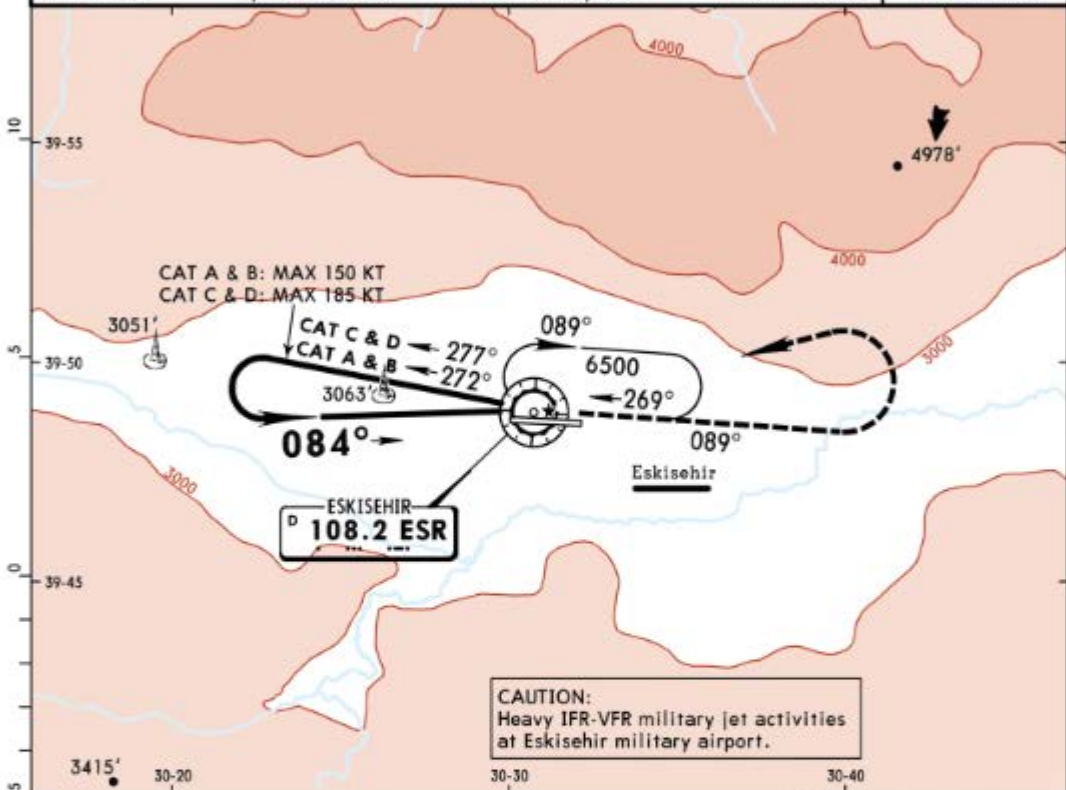 4000
10
39-55
4978'
4000
CAT A & B: MAX 150 KT
CAT C & D: MAX 185 KT
3051'
CAT C & D 277°
CAT A & B 272°
089°
6500
5
39-50
3000
3063'
269°
084°
089°
Eskisehir
3000
ESKISEHIR
D 108.2 ESR
0
39-45
CAUTION:
Heavy IFR-VFR military jet activities
at Eskisehir military airport.
3415'
5
30-20
30-30
30-40